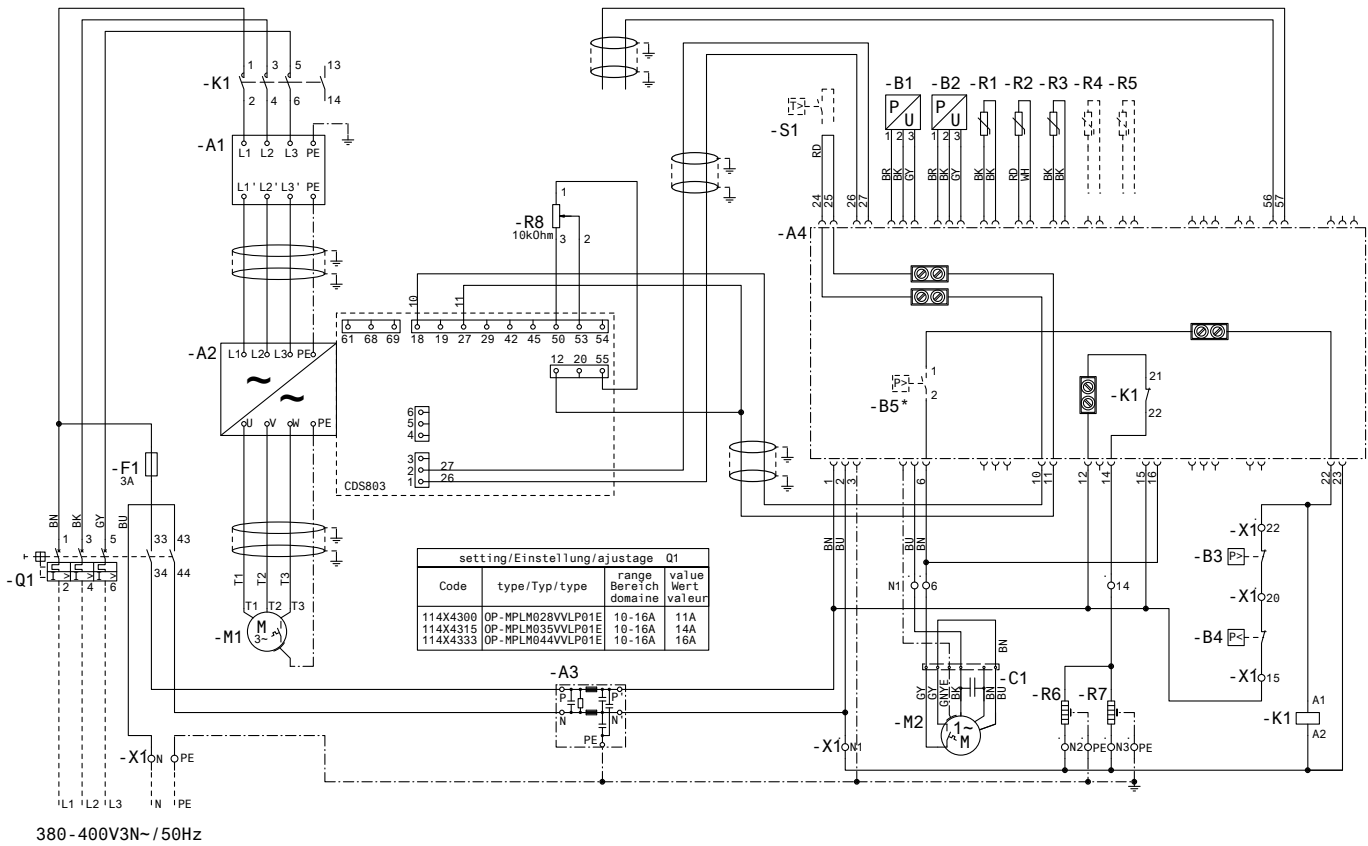 -K1
1 3 5 13
2 4 6 14
-A1
L1 L2 L3 PE
L1' L2' L3' PE
-A2
L1 L2 L3 PE
~
~
U V W PE
-F1
3A
BN BK GY BU
1 3 5 33 43
-Q1
I> I> I>
2 4 6 34 44
T1 T2 T3
T1 T2 T3
-M1
M
3~
-X1 N PE
L1 L2 L3 N PE
380-400V3N~/50Hz
-R8
10kOhm
1
3 2
10 11
61 68 69 18 19 27 29 42 45 50 53 54
12 20 55
6
5
4
3
2 27
1 26
CDS803
setting/Einstellung/ajustage Q1
Code type/Typ/type range Bereich domaine value Wert valeur
114X4300 OP-MPLM028VVLP01E 10-16A 11A
114X4315 OP-MPLM035VVLP01E 10-16A 14A
114X4333 OP-MPLM044VVLP01E 10-16A 16A
-A3
P P'
N N'
PE
-S1
T>
RD
-B1 -B2 -R1 -R2 -R3 -R4 -R5
P P
U U
1 2 3 1 2 3
BR BK GY BR BK GY BK BK RD WH BK BK
24 25 26 27 56 57
-A4
-B5*
P>
1
2
-K1
21
22
1 2 3 6 10 11 12 14 15 16 22 23
BN BU BU BN
N1 6 14
-X1 22
-B3 P>
-X1 20
-B4 P<
-X1 15
-C1
BN
GY GY GNYE BK BN BU
-M2
1~
M
-X1 N1
-R6 -R7
N2 PE N3 PE
-K1
A1
A2